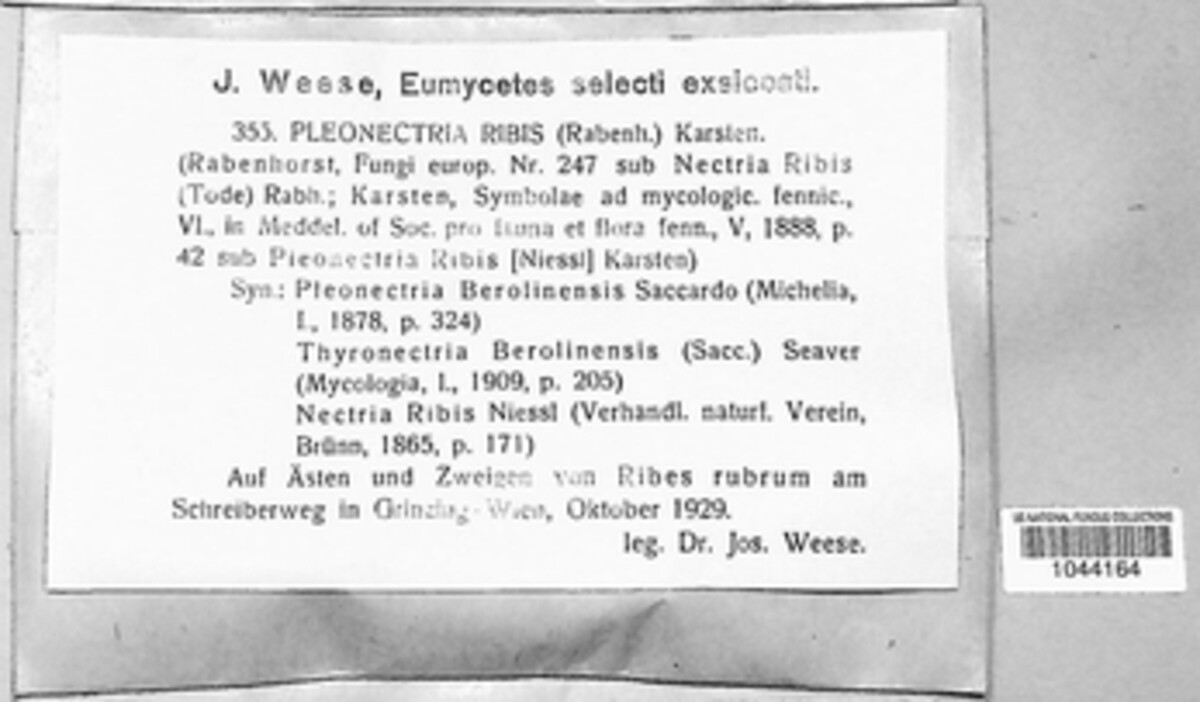 J. Weese, Eumycetes selecti exsiccati.
355. PLEONECTRIA RIBIS (Rabenh.) Karsten.
(Rabenhorst, Fungi europ. Nr. 247 sub Nectria Ribis
(Tode) Rabh.; Karsten, Symbolae ad mycologic. fennic.,
VI., in Meddel. of Soc. pro fauna et flora fenn., V, 1888, p.
42 sub Pleonectria Ribis [Niessl] Karsten)
Syn.: Pleonectria Berolinensis Saccardo (Michelia,
I., 1878, p. 324)
Thyronectria Berolinensis (Sacc.) Seaver
(Mycologia, I., 1909, p. 205)
Nectria Ribis Niessl (Verhandl. naturf. Verein,
Brünn, 1865, p. 171)
Auf Ästen und Zweigen von Ribes rubrum am
Schreiberweg in Grinzing-Wien, Oktober 1929.
leg. Dr. Jos. Weese.
US NATIONAL FUNGUS COLLECTIONS
1044164